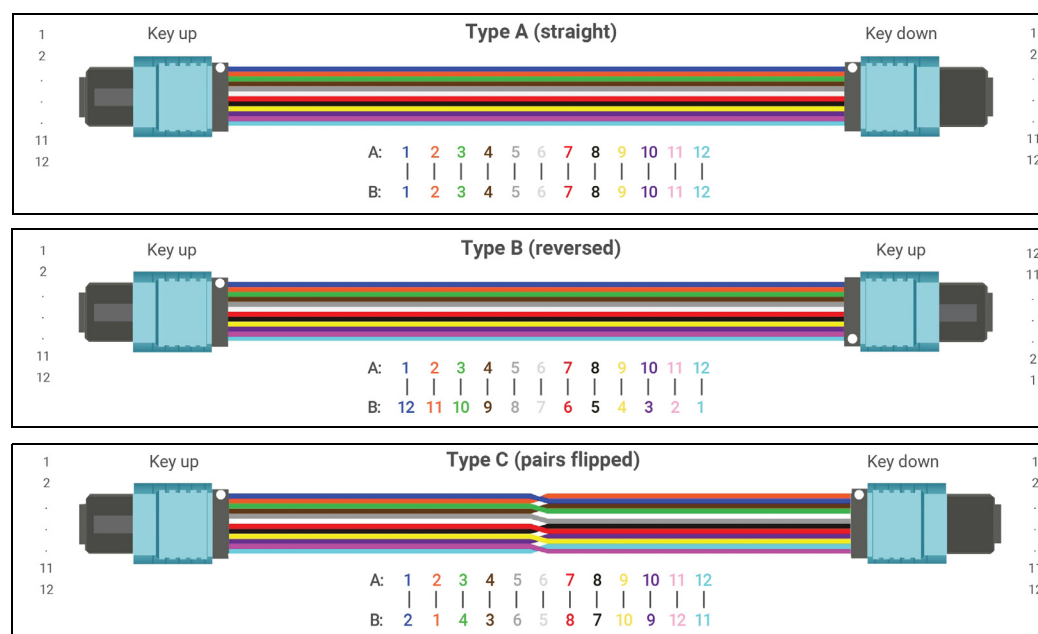 Type A (straight)
Key up
Key down
1
2
.
.
.
11
12
1
2
.
.
.
11
12
A: 1 2 3 4 5 6 7 8 9 10 11 12
B: 1 2 3 4 5 6 7 8 9 10 11 12
Type B (reversed)
Key up
Key up
1
2
.
.
.
11
12
12
11
.
.
.
2
1
A: 1 2 3 4 5 6 7 8 9 10 11 12
B: 12 11 10 9 8 7 6 5 4 3 2 1
Type C (pairs flipped)
Key up
Key down
1
2
.
.
.
11
12
1
2
.
.
.
11
12
A: 1 2 3 4 5 6 7 8 9 10 11 12
B: 2 1 4 3 6 5 8 7 10 9 12 11